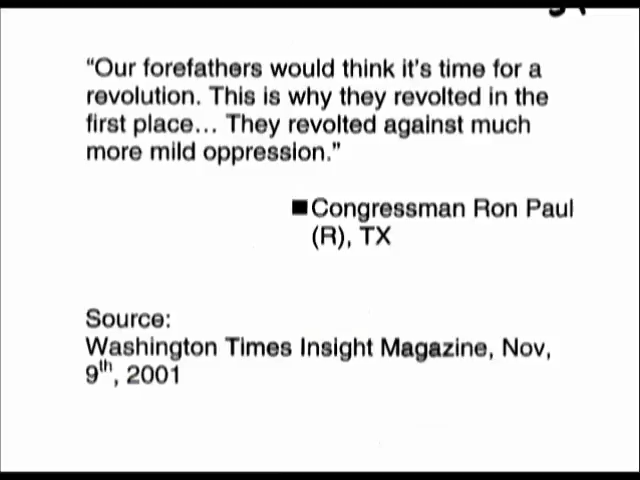 “Our forefathers would think it's time for a
revolution. This is why they revolted in the
first place... They revolted against much
more mild oppression.”
■Congressman Ron Paul
(R), TX
Source:
Washington Times Insight Magazine, Nov,
9th, 2001